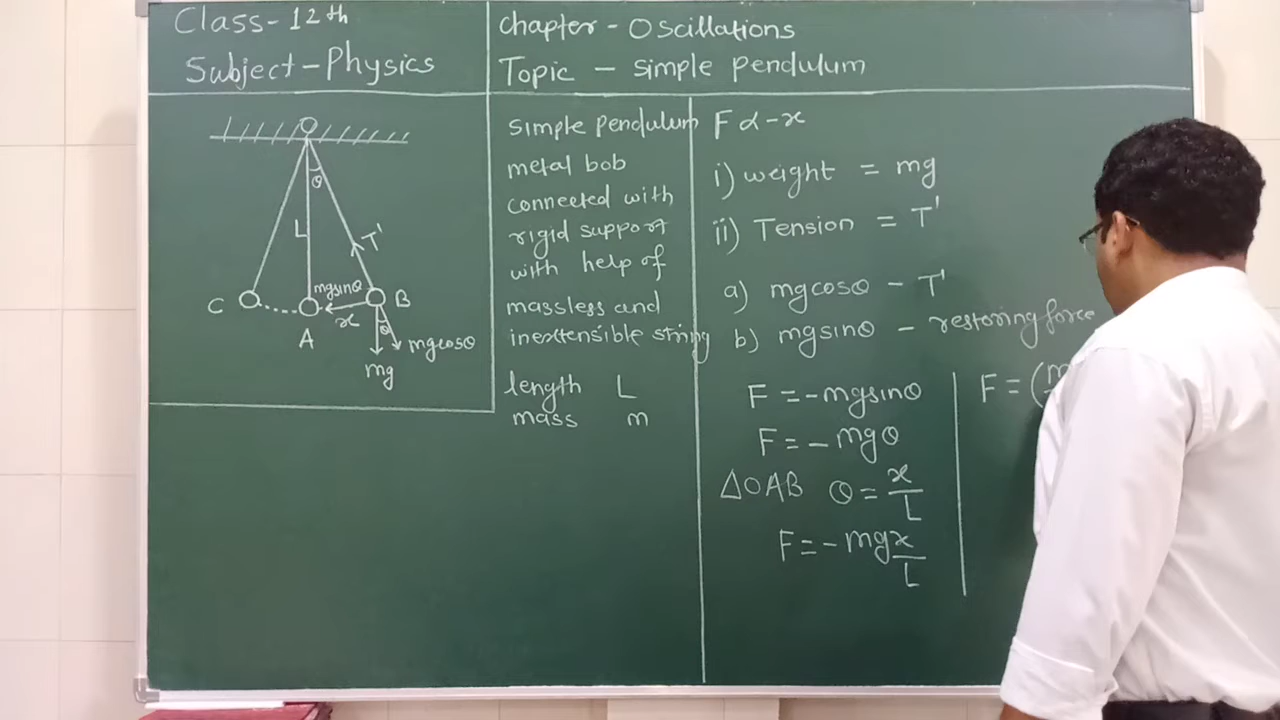 Class-12th
Subject-Physics
Chapter - Oscillations
Topic - simple pendulum
θ
L
T'
mgsinθ
C
B
x
A
θ
mgcosθ
mg
simple pendulum
metal bob
connected with
rigid support
with help of
massless and
inextensible string
length L
mass m
F α -x
i) weight = mg
ii) Tension = T'
a) mgcosθ - T'
b) mgsinθ - restoring force
F = -mgsinθ
F = - mgθ
ΔOAB θ = x/L
F = - mg x/L
F = (